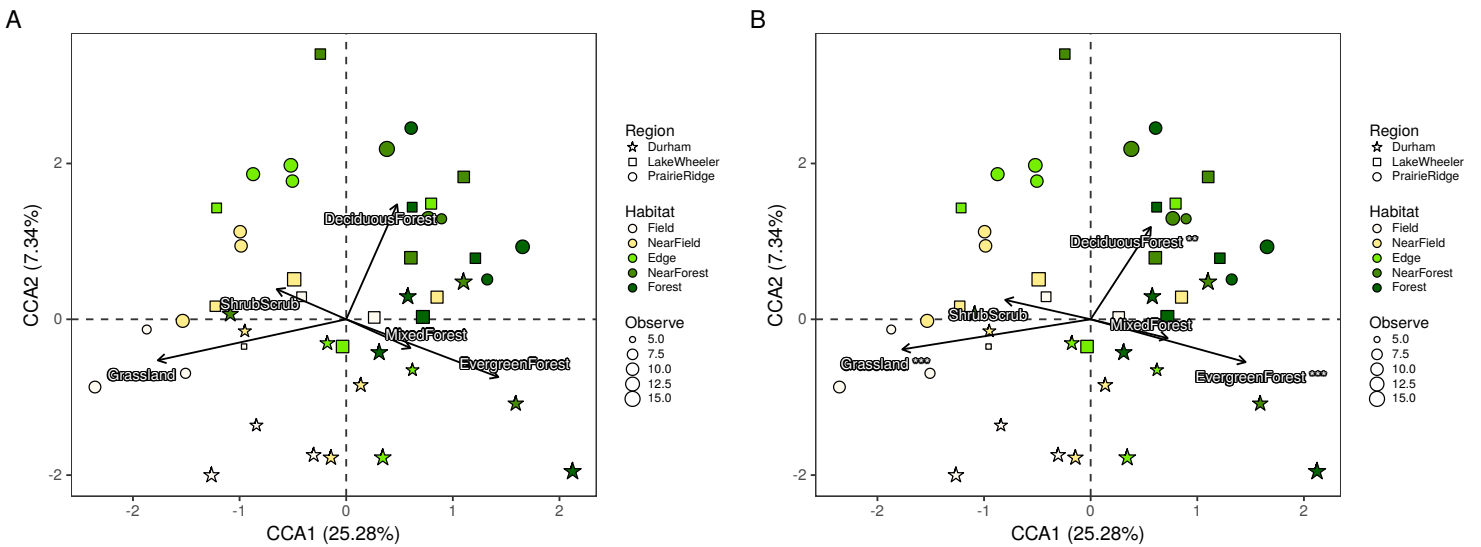 A
CCA2 (7.34%)
2
0
-2
DeciduousForest
ShrubScrub
MixedForest
EvergreenForest
Grassland
-2
-1
0
1
2
CCA1 (25.28%)
Region
Durham
LakeWheeler
PrairieRidge
Habitat
Field
NearField
Edge
NearForest
Forest
Observe
5.0
7.5
10.0
12.5
15.0
B
CCA2 (7.34%)
2
0
-2
DeciduousForest **
ShrubScrub
MixedForest
Grassland ***
EvergreenForest ***
-2
-1
0
1
2
CCA1 (25.28%)
Region
Durham
LakeWheeler
PrairieRidge
Habitat
Field
NearField
Edge
NearForest
Forest
Observe
5.0
7.5
10.0
12.5
15.0